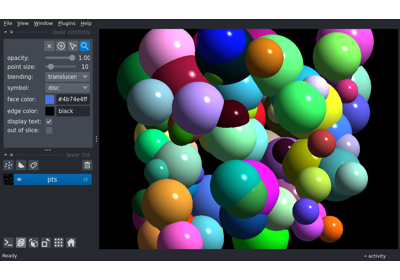 File View Window Plugins Help
layer controls
opacity: 1.00
point size: 10
blending: translucen
symbol: disc
face color: #4b74e4ff
edge color: black
display text: ✓
out of slice:
layer list
pts
Ready activity